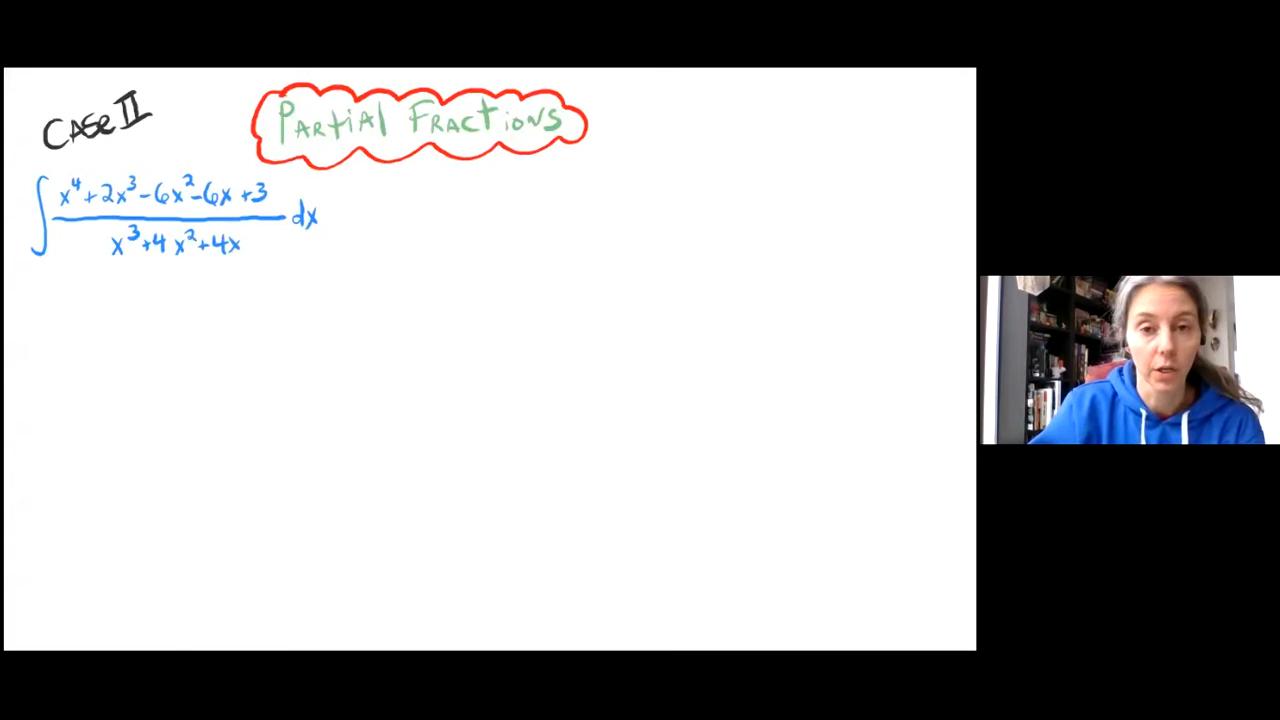 CASE II
Partial Fractions
∫ x⁴+2x³-6x²-6x+3 dx
x³+4x²+4x